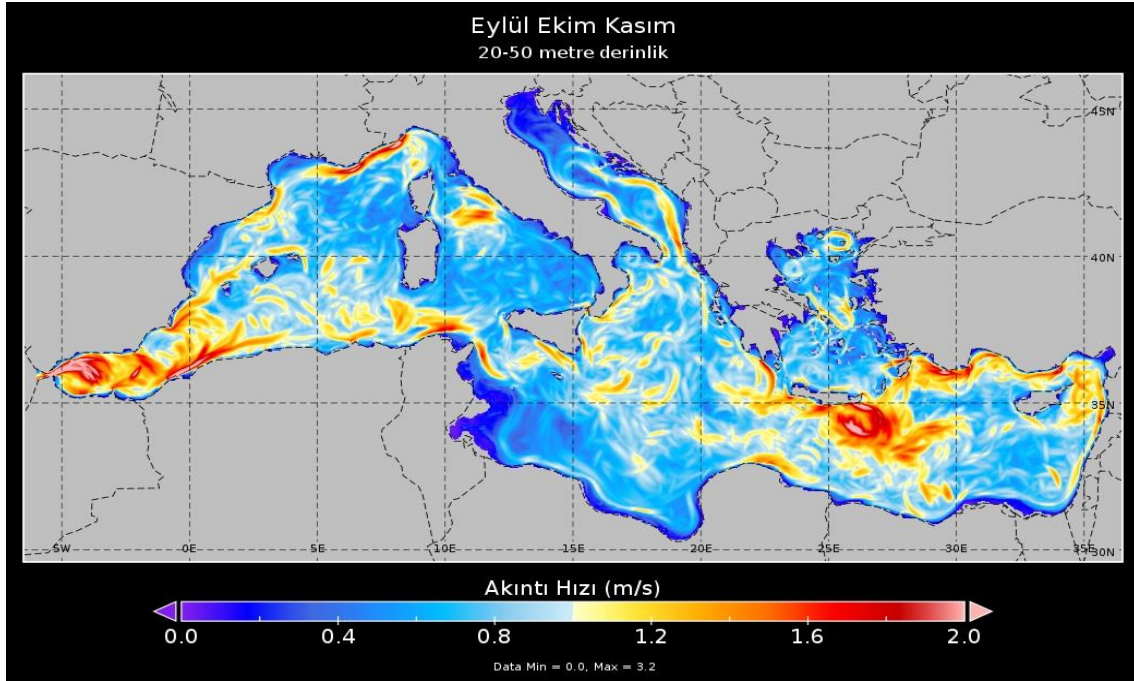 Eylül Ekim Kasım
20-50 metre derinlik
45N
40N
35N
5W 0E 5E 10E 15E 20E 25E 30E 35E 30N
Akıntı Hızı (m/s)
0.0 0.4 0.8 1.2 1.6 2.0
Data Min = 0.0, Max = 3.2